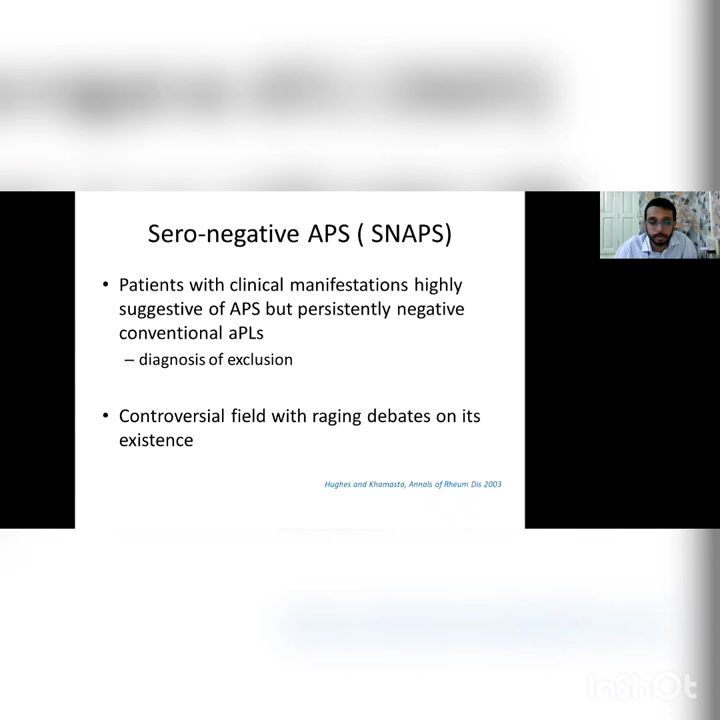 Sero-negative APS ( SNAPS)
• Patients with clinical manifestations highly
suggestive of APS but persistently negative
conventional aPLs
– diagnosis of exclusion
• Controversial field with raging debates on its
existence
Hughes and Khamasta, Annals of Rheum Dis 2003
InShOt